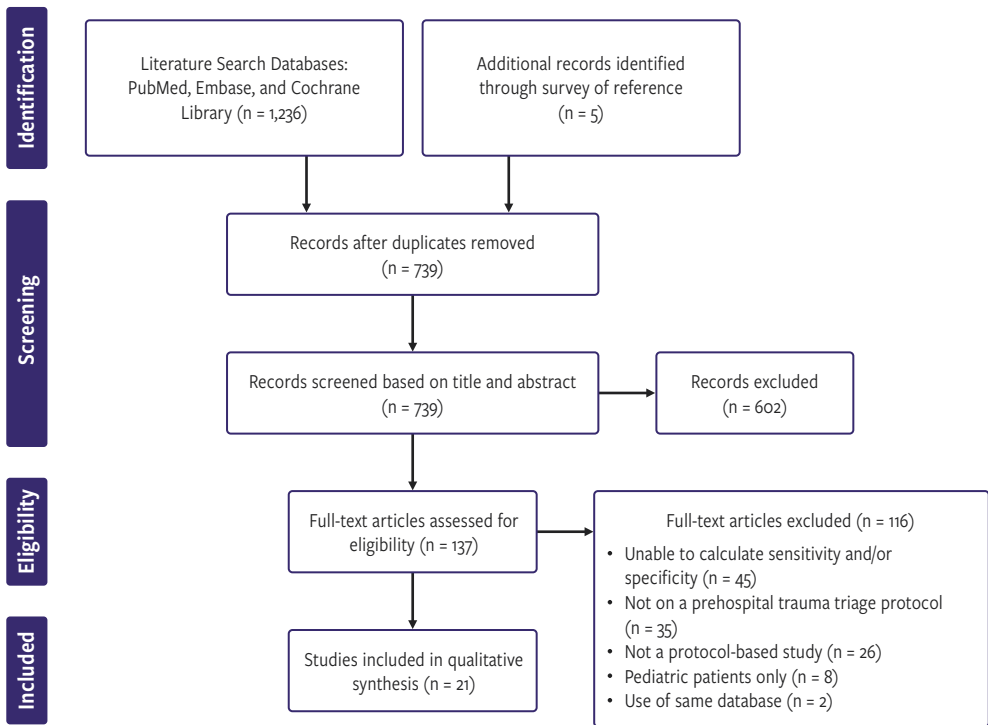 Identification
Literature Search Databases:
PubMed, Embase, and Cochrane
Library (n = 1,236)
Additional records identified
through survey of reference
(n = 5)
Screening
Records after duplicates removed
(n = 739)
Records screened based on title and abstract
(n = 739)
Records excluded
(n = 602)
Eligibility
Full-text articles assessed for
eligibility (n = 137)
Full-text articles excluded (n = 116)
• Unable to calculate sensitivity and/or
specificity (n = 45)
• Not on a prehospital trauma triage protocol
(n = 35)
• Not a protocol-based study (n = 26)
• Pediatric patients only (n = 8)
• Use of same database (n = 2)
Included
Studies included in qualitative
synthesis (n = 21)